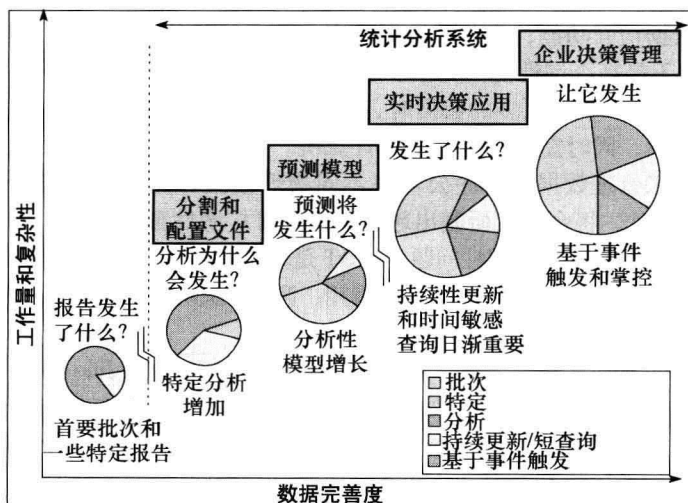 统计分析系统
企业决策管理
让它发生
基于事件
触发和掌控
实时决策应用
发生了什么?
持续性更新
和时间敏感
查询日渐重要
预测模型
预测将
发生什么?
分析性
模型增长
分割和
配置文件
分析为什么
会发生?
特定分析
增加
报告发生
了什么?
首要批次和
一些特定报告
批次
特定
分析
持续更新/短查询
基于事件触发
工作量和复杂性
数据完善度